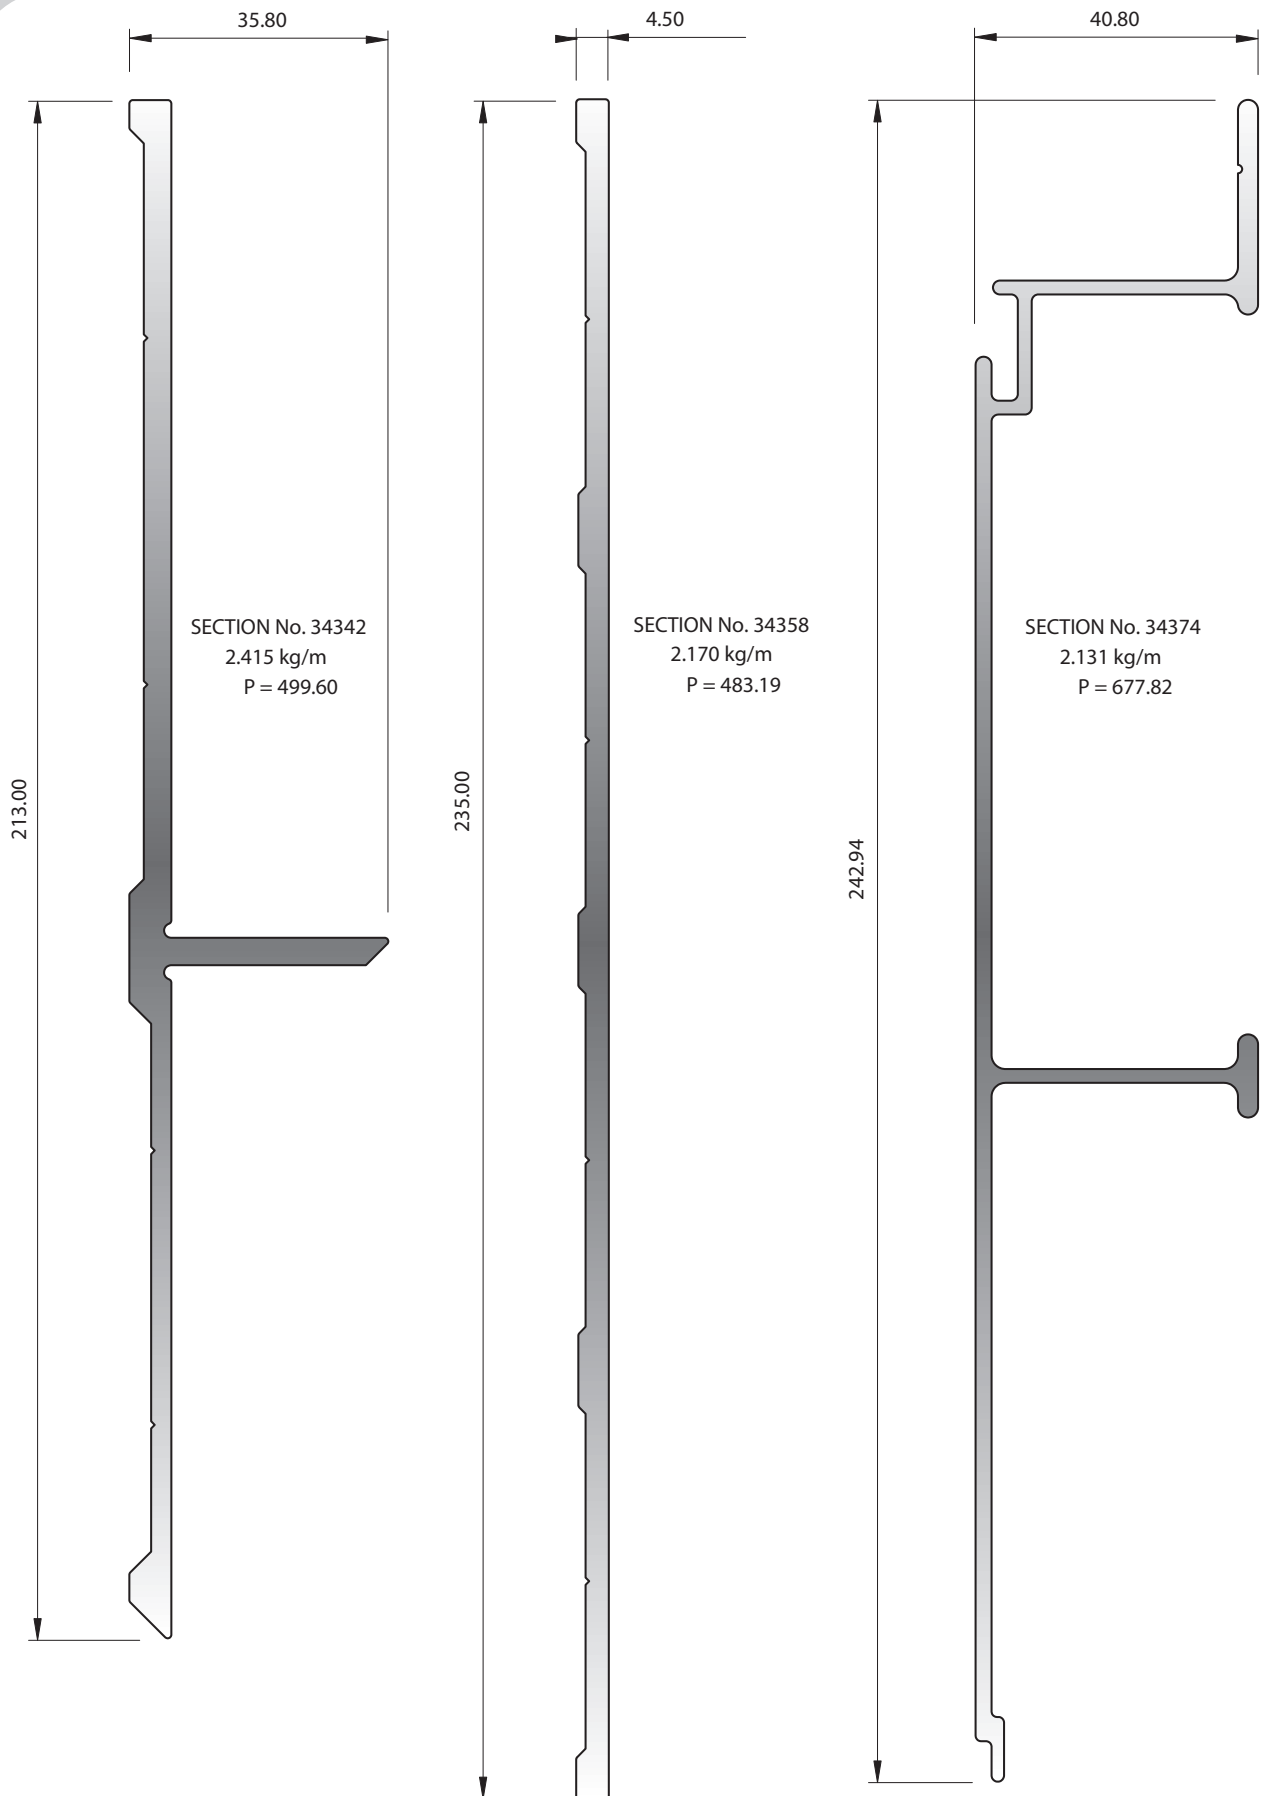 35.80
4.50
40.80
SECTION No. 34342
2.415 kg/m
P = 499.60
SECTION No. 34358
2.170 kg/m
P = 483.19
SECTION No. 34374
2.131 kg/m
P = 677.82
213.00
235.00
242.94